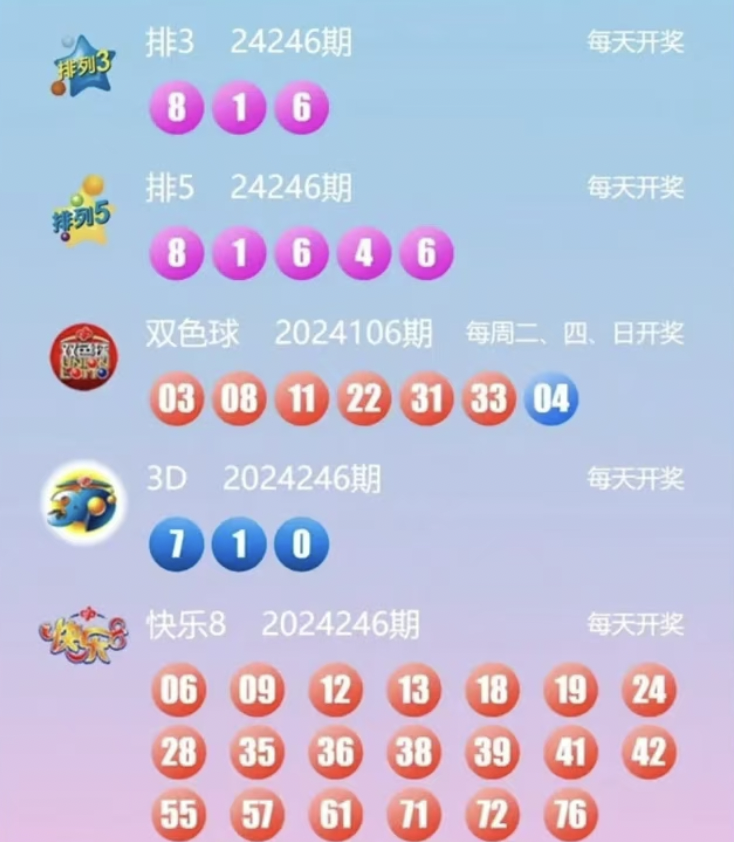 排列3
排3 24246期 每天开奖
8 1 6
排列5
排5 24246期 每天开奖
8 1 6 4 6
双色球
UNION
LOTTO
双色球 2024106期 每周二、四、日开奖
03 08 11 22 31 33 04
3D 2024246期 每天开奖
7 1 0
快乐8 2024246期 每天开奖
06 09 12 13 18 19 24
28 35 36 38 39 41 42
55 57 61 71 72 76